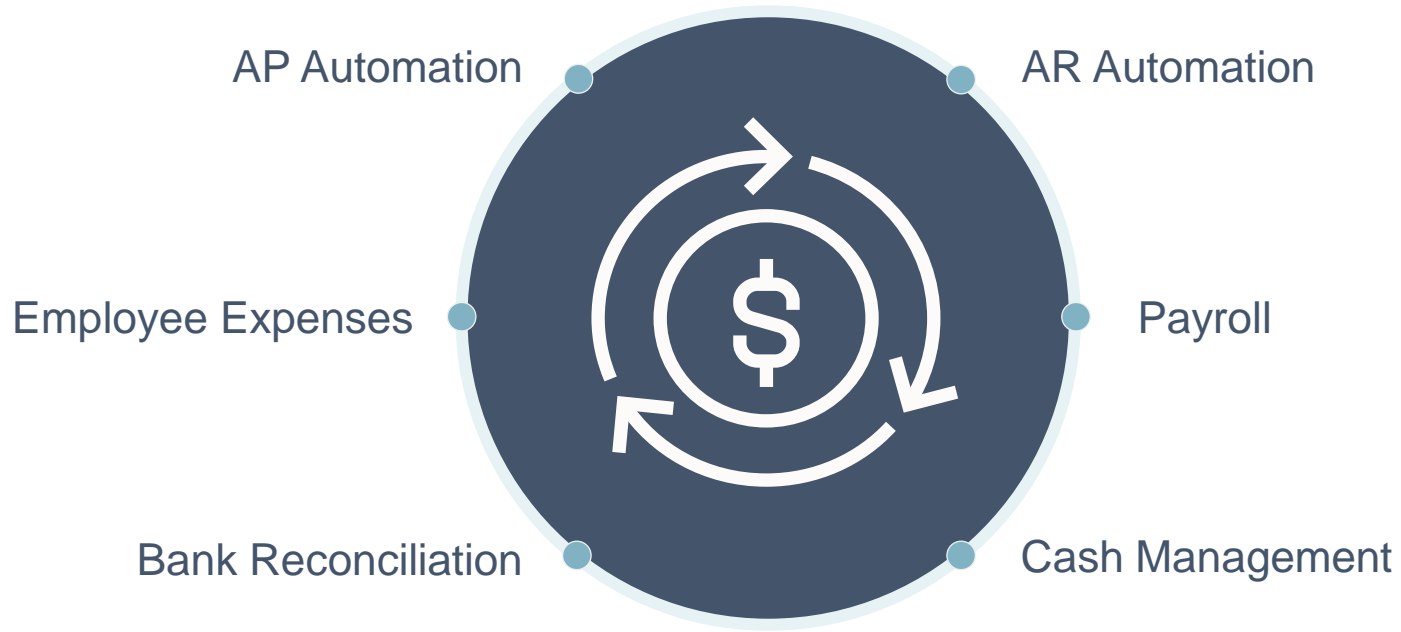 AP Automation
AR Automation
Employee Expenses
$
Payroll
Bank Reconciliation
Cash Management